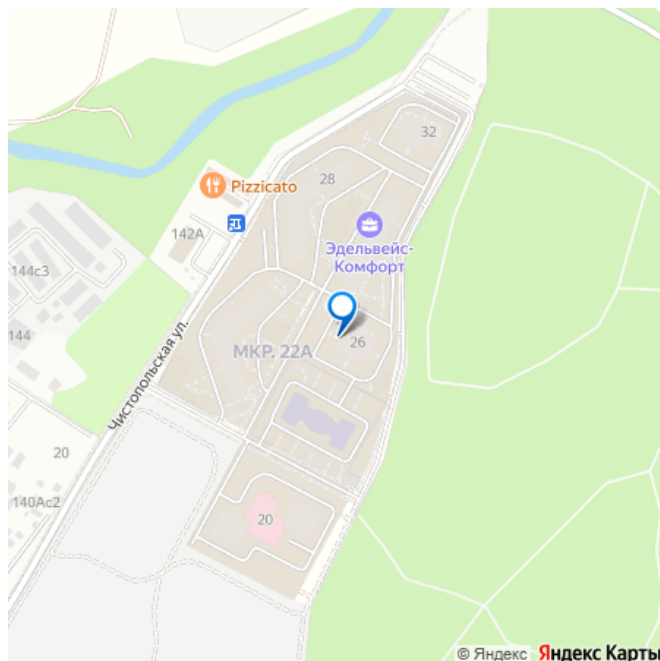 32
28
Pizzicato
142А
Эдельвейс-
Комфорт
144с3
144
26
МКР. 22А
Чистопольская ул.
20
140Ас2
20
© Яндекс Яндекс Карты